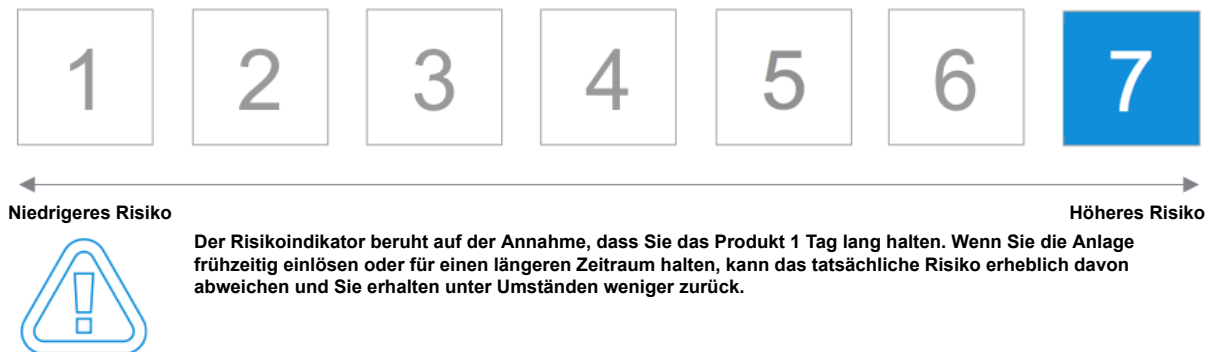 1 2 3 4 5 6 7
Niedrigeres Risiko Höheres Risiko
Der Risikoindikator beruht auf der Annahme, dass Sie das Produkt 1 Tag lang halten. Wenn Sie die Anlage
frühzeitig einlösen oder für einen längeren Zeitraum halten, kann das tatsächliche Risiko erheblich davon
abweichen und Sie erhalten unter Umständen weniger zurück.